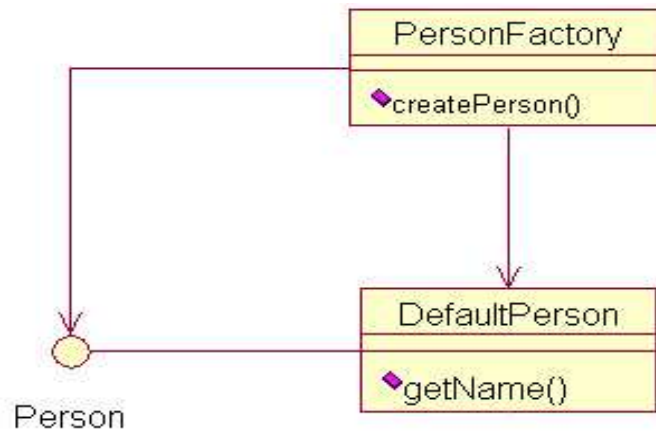 PersonFactory
createPerson()
DefaultPerson
getName()
Person